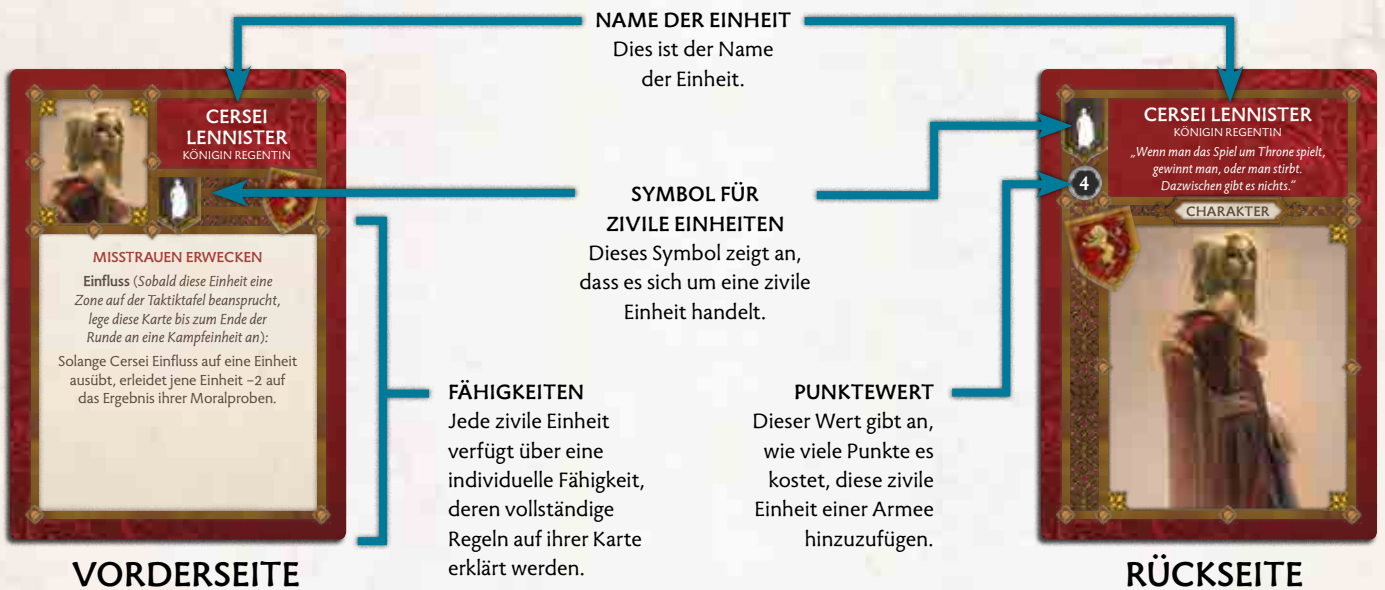 NAME DER EINHEIT
Dies ist der Name
der Einheit.
CERSEI
LENNISTER
KÖNIGIN REGENTIN
MISSTRAUEN ERWECKEN
Einfluss (Sobald diese Einheit eine
Zone auf der Taktiktafel beansprucht,
lege diese Karte bis zum Ende der
Runde an eine Kampfeinheit an):
Solange Cersei Einfluss auf eine Einheit
ausübt, erleidet jene Einheit –2 auf
das Ergebnis ihrer Moralproben.
VORDERSEITE
SYMBOL FÜR
ZIVILE EINHEITEN
Dieses Symbol zeigt an,
dass es sich um eine zivile
Einheit handelt.
FÄHIGKEITEN
Jede zivile Einheit
verfügt über eine
individuelle Fähigkeit,
deren vollständige
Regeln auf ihrer Karte
erklärt werden.
PUNKTEWERT
Dieser Wert gibt an,
wie viele Punkte es
kostet, diese zivile
Einheit einer Armee
hinzuzufügen.
CERSEI LENNISTER
KÖNIGIN REGENTIN
„Wenn man das Spiel um Throne spielt,
gewinnt man, oder man stirbt.
Dazwischen gibt es nichts.“
4
CHARAKTER
RÜCKSEITE